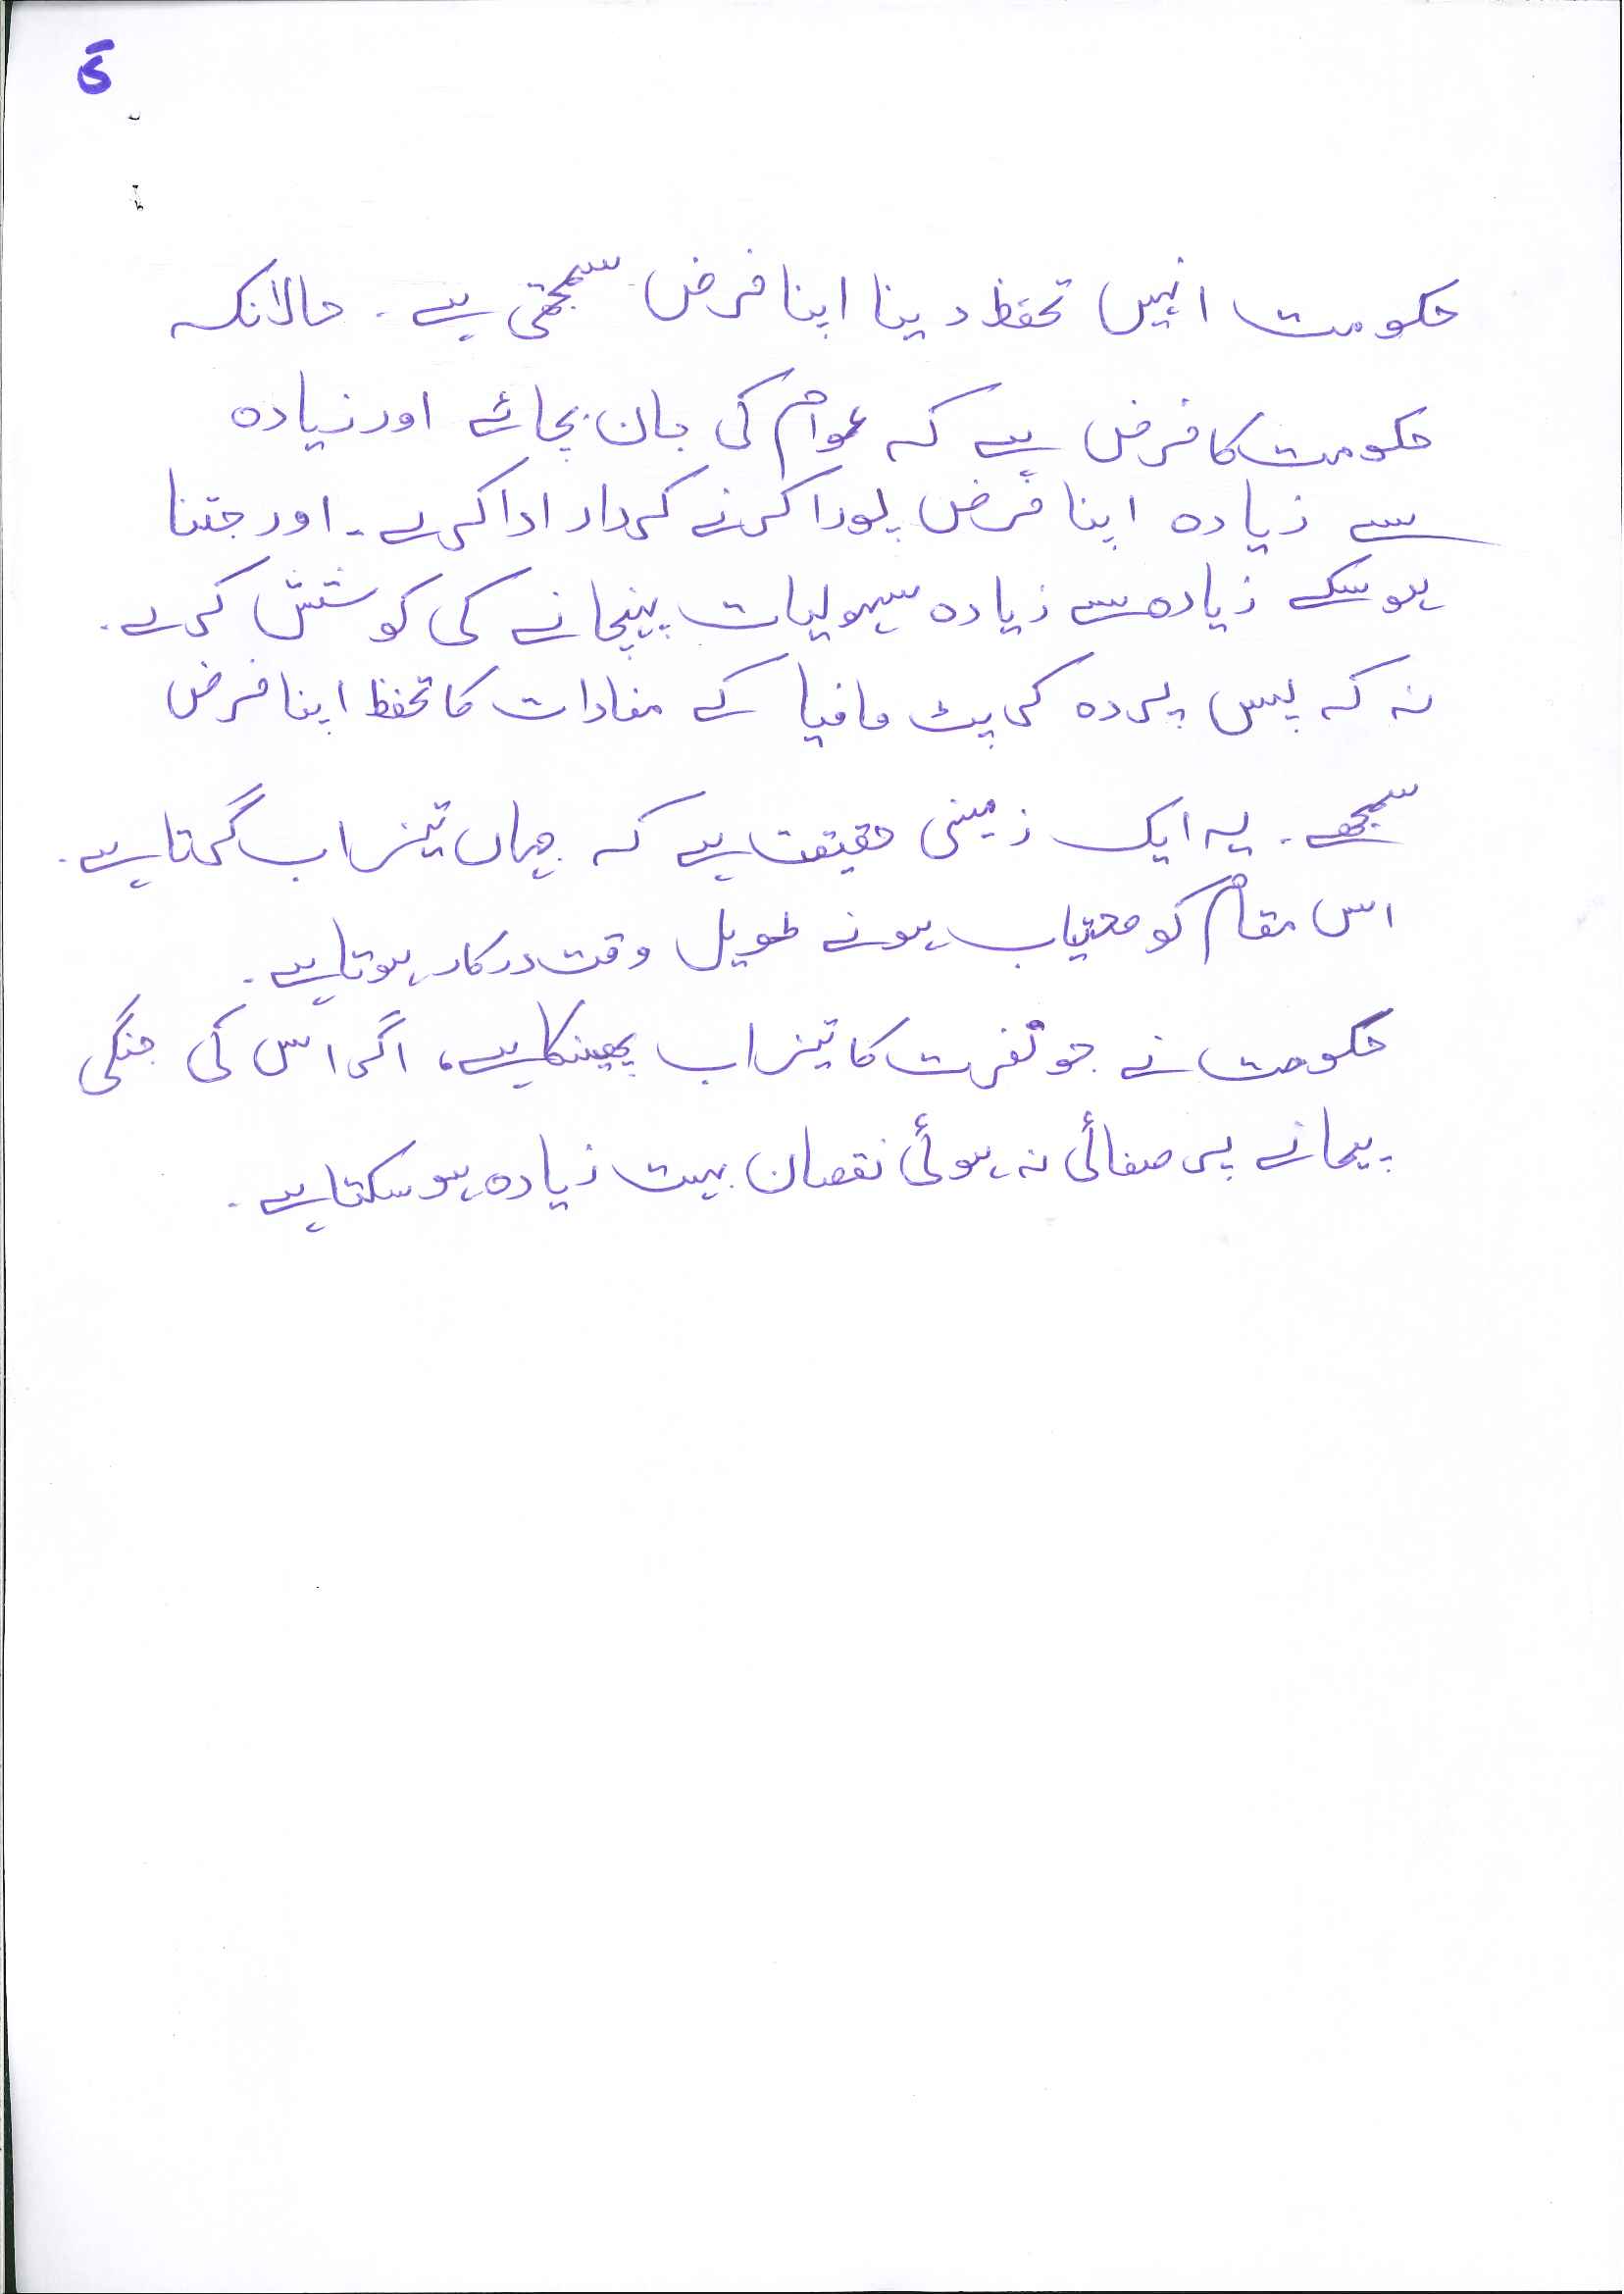 حکومت انہیں تحفظ دینا اپنا فرض سمجھتی ہے۔ حالانکہ
حکومت کا فرض ہے کہ عوام کی جان بچائے اور زیادہ
سے زیادہ اپنا فرض پورا کرنے کردار ادا کرے۔ اور جتنا
ہو سکے زیادہ سے زیادہ سہولیات پہنچانے کی کوشش کرے۔
نہ کہ پس پردہ کرپٹ مافیا کے مفادات کا تحفظ اپنا فرض
سمجھے۔ یہ ایک زمینی حقیقت ہے کہ جہاں تیزاب گرتا ہے۔
اس مقام کو صحتیاب ہونے طویل وقت درکار ہوتا ہے۔
حکومت نے جو نفرت کا تیزاب پھینکا ہے، اگر اس کی جنگی
پیمانے پر صفائی نہ ہوئی نقصان بہت زیادہ ہو سکتا ہے۔